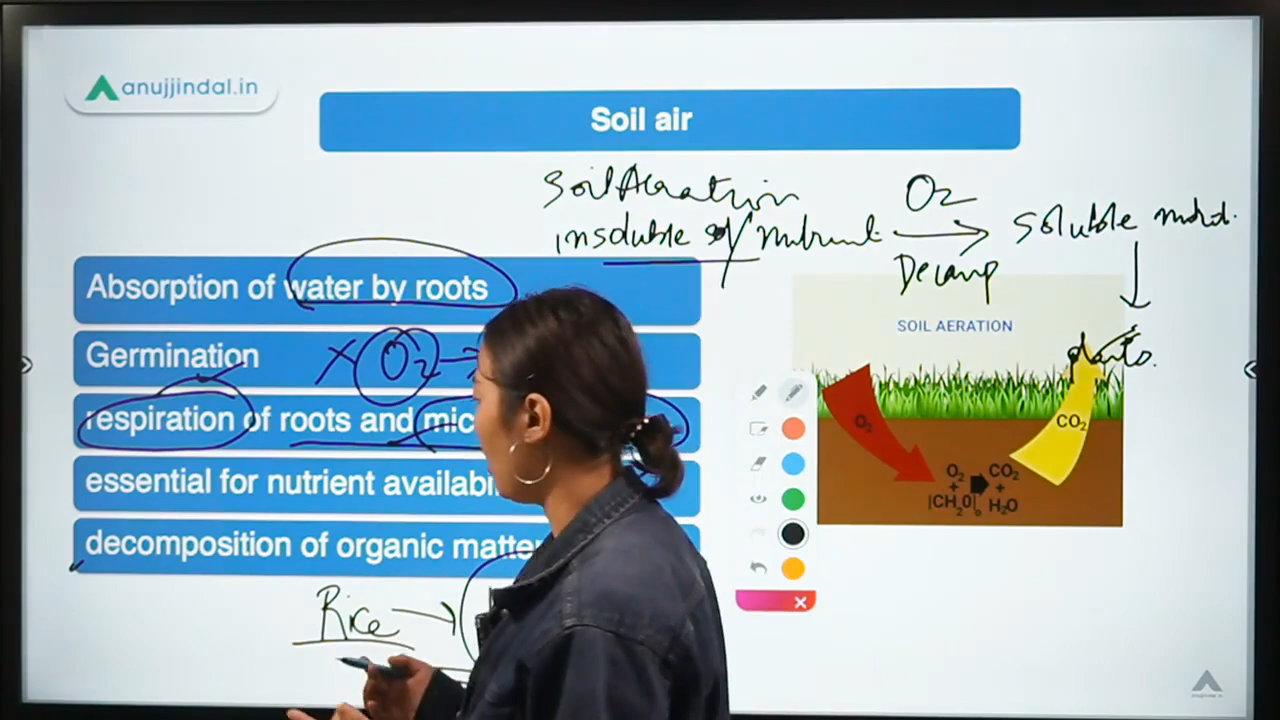 anujjindal.in
Soil air
Soil Aeration
insoluble nutrient
O2
Decomp
soluble
plants.
Absorption of water by roots
Germination
X O2 →
respiration of roots and mic
essential for nutrient availabi
decomposition of organic matte
SOIL AERATION
O2
CO2
O2 CO2
+ +
|CH2O|o H2O
Rice →